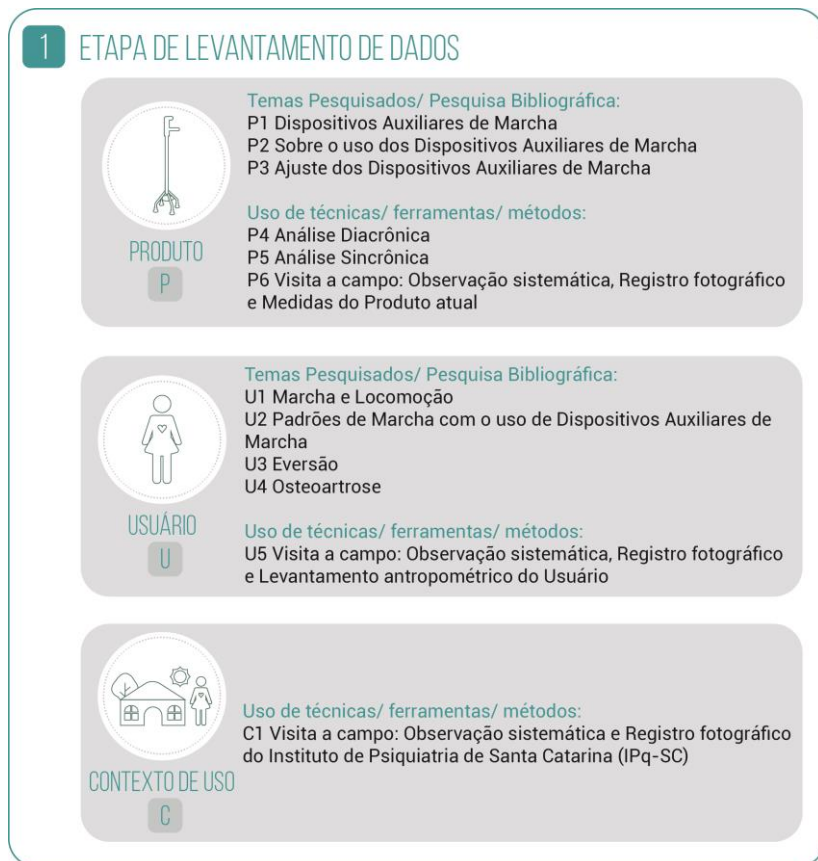 1 ETAPA DE LEVANTAMENTO DE DADOS
Temas Pesquisados/ Pesquisa Bibliográfica:
P1 Dispositivos Auxiliares de Marcha
P2 Sobre o uso dos Dispositivos Auxiliares de Marcha
P3 Ajuste dos Dispositivos Auxiliares de Marcha
Uso de técnicas/ ferramentas/ métodos:
P4 Análise Diacrônica
P5 Análise Sincrônica
P6 Visita a campo: Observação sistemática, Registro fotográfico
e Medidas do Produto atual
PRODUTO
P
Temas Pesquisados/ Pesquisa Bibliográfica:
U1 Marcha e Locomoção
U2 Padrões de Marcha com o uso de Dispositivos Auxiliares de
Marcha
U3 Eversão
U4 Osteoartrose
Uso de técnicas/ ferramentas/ métodos:
U5 Visita a campo: Observação sistemática, Registro fotográfico
e Levantamento antropométrico do Usuário
USUÁRIO
U
Uso de técnicas/ ferramentas/ métodos:
C1 Visita a campo: Observação sistemática e Registro fotográfico
do Instituto de Psiquiatria de Santa Catarina (IPq-SC)
CONTEXTO DE USO
C